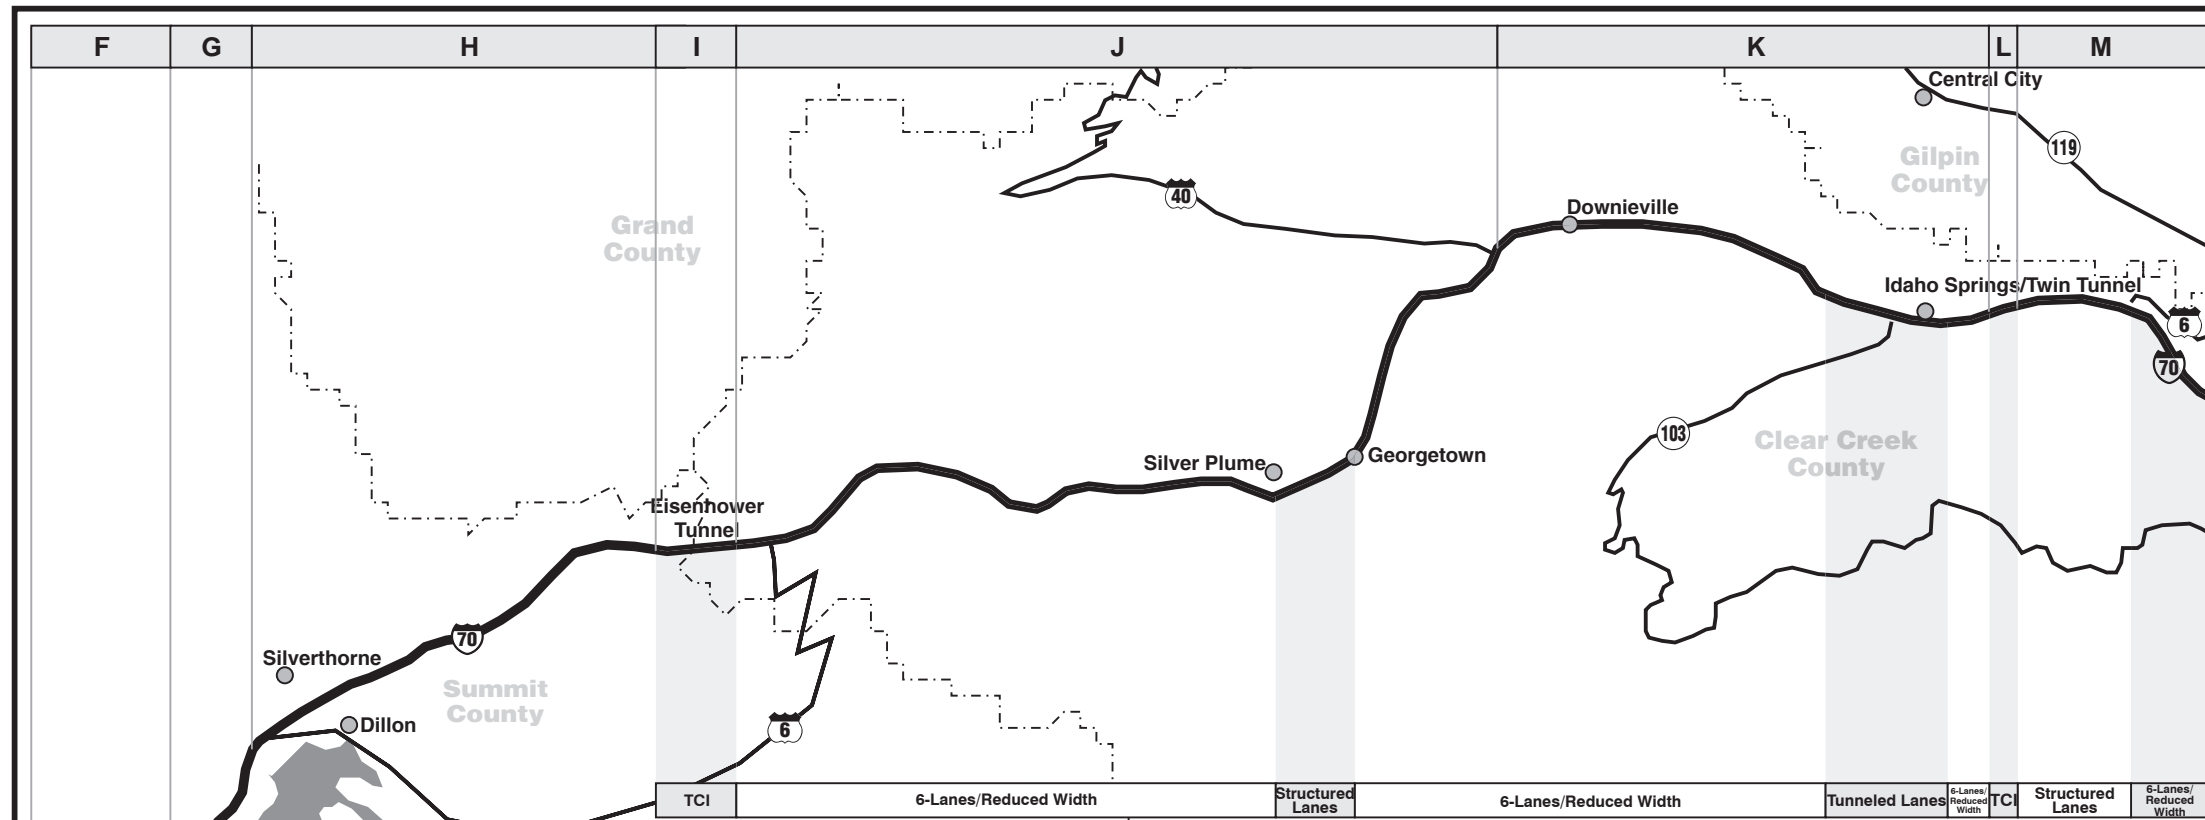 F G H I J K L M
Central City
119
Gilpin
County
40
Downieville
Grand
County
Idaho Springs/Twin Tunnel
6
70
103
Clear Creek
County
Silver Plume
Georgetown
Eisenhower
Tunnel
70
Silverthorne
Summit
County
Dillon
6
TCI
6-Lanes/Reduced Width
Structured
Lanes
6-Lanes/Reduced Width
Tunneled Lanes
6-Lanes/
Reduced
Width
TCI
Structured
Lanes
6-Lanes/
Reduced
Width